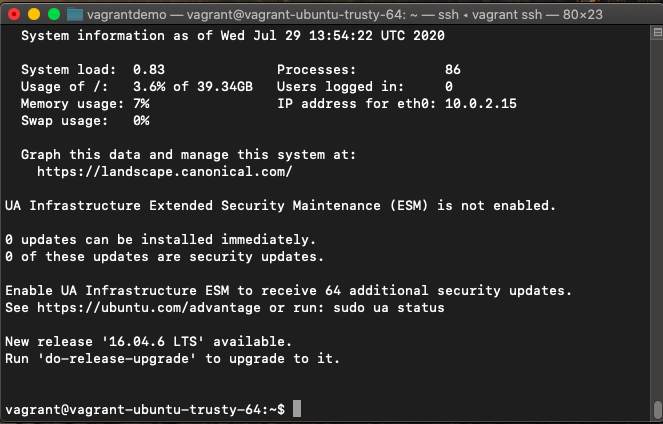 vagrantdemo — vagrant@vagrant-ubuntu-trusty-64: ~ — ssh ◂ vagrant ssh — 80×23
System information as of Wed Jul 29 13:54:22 UTC 2020
System load:  0.83              Processes:           86
Usage of /:   3.6% of 39.34GB   Users logged in:     0
Memory usage: 7%                IP address for eth0: 10.0.2.15
Swap usage:   0%
Graph this data and manage this system at:
https://landscape.canonical.com/
UA Infrastructure Extended Security Maintenance (ESM) is not enabled.
0 updates can be installed immediately.
0 of these updates are security updates.
Enable UA Infrastructure ESM to receive 64 additional security updates.
See https://ubuntu.com/advantage or run: sudo ua status
New release '16.04.6 LTS' available.
Run 'do-release-upgrade' to upgrade to it.
vagrant@vagrant-ubuntu-trusty-64:~$